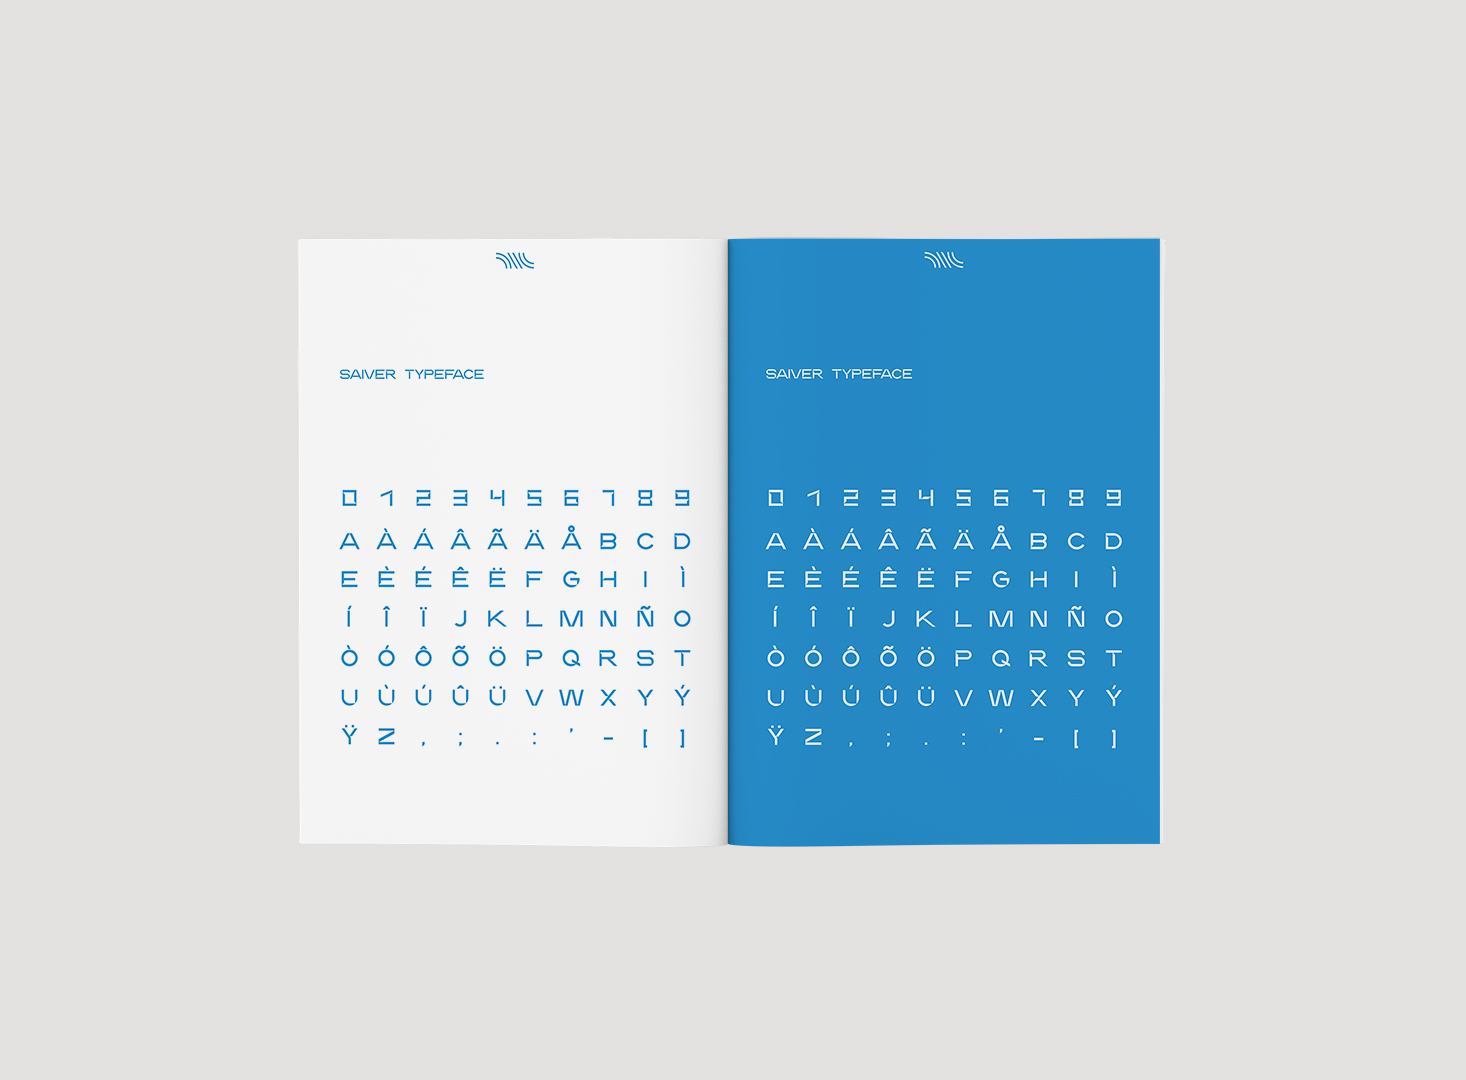 SAIVER TYPEFACE
0 1 2 3 4 5 6 7 8 9
A À Á Â Ã Ä Å B C D
E È É Ê Ë F G H I Ì
Í Î Ï J K L M N Ñ O
Ò Ó Ô Õ Ö P Q R S T
U Ù Ú Û Ü V W X Y Ý
Ÿ Z , ; . : ' - [ ]
SAIVER TYPEFACE
0 1 2 3 4 5 6 7 8 9
A À Á Â Ã Ä Å B C D
E È É Ê Ë F G H I Ì
Í Î Ï J K L M N Ñ O
Ò Ó Ô Õ Ö P Q R S T
U Ù Ú Û Ü V W X Y Ý
Ÿ Z , ; . : ' - [ ]